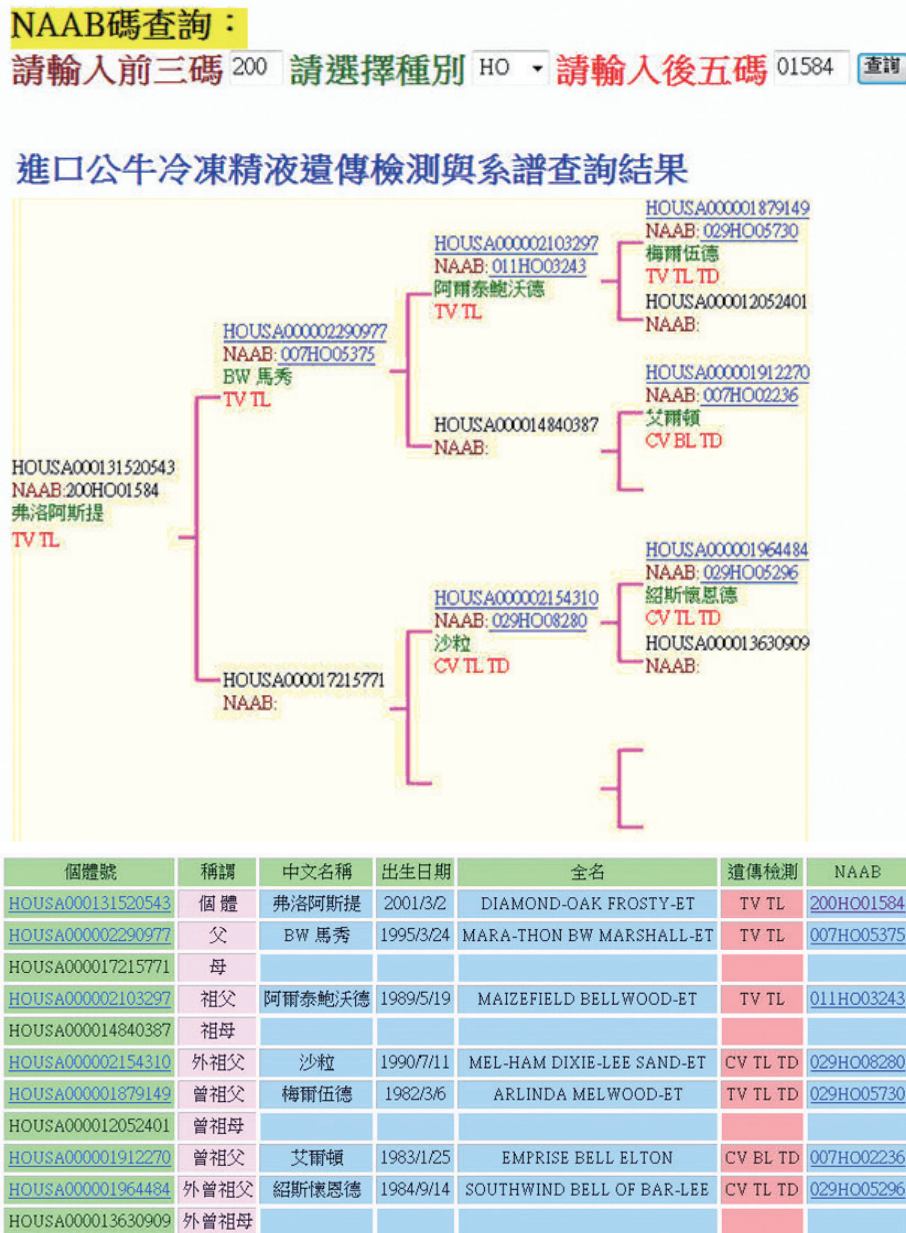 NAAB碼查詢：
請輸入前三碼 200 請選擇種別 HO 請輸入後五碼 01584 查詢
進口公牛冷凍精液遺傳檢測與系譜查詢結果
HOUSA000131520543
NAAB:200HO01584
弗洛阿斯提
TV TL
HOUSA000002290977
NAAB: 007HO05375
BW 馬秀
TV TL
HOUSA000017215771
NAAB:
HOUSA000002103297
NAAB: 011HO03243
阿爾泰鮑沃德
TV TL
HOUSA000014840387
NAAB:
HOUSA000002154310
NAAB: 029HO08280
沙粒
CV TL TD
HOUSA000001879149
NAAB: 029HO05730
梅爾伍德
TV TL TD
HOUSA000012052401
NAAB:
HOUSA000001912270
NAAB: 007HO02236
艾爾頓
CV BL TD
HOUSA000001964484
NAAB: 029HO05296
紹斯懷恩德
CV TL TD
HOUSA000013630909
NAAB:
個體號 稱謂 中文名稱 出生日期 全名 遺傳檢測 NAAB
HOUSA000131520543 個體 弗洛阿斯提 2001/3/2 DIAMOND-OAK FROSTY-ET TV TL 200HO01584
HOUSA000002290977 父 BW 馬秀 1995/3/24 MARA-THON BW MARSHALL-ET TV TL 007HO05375
HOUSA000017215771 母
HOUSA000002103297 祖父 阿爾泰鮑沃德 1989/5/19 MAIZEFIELD BELLWOOD-ET TV TL 011HO03243
HOUSA000014840387 祖母
HOUSA000002154310 外祖父 沙粒 1990/7/11 MEL-HAM DIXIE-LEE SAND-ET CV TL TD 029HO08280
HOUSA000001879149 曾祖父 梅爾伍德 1982/3/6 ARLINDA MELWOOD-ET TV TL TD 029HO05730
HOUSA000012052401 曾祖母
HOUSA000001912270 曾祖父 艾爾頓 1983/1/25 EMPRISE BELL ELTON CV BL TD 007HO02236
HOUSA000001964484 外曾祖父 紹斯懷恩德 1984/9/14 SOUTHWIND BELL OF BAR-LEE CV TL TD 029HO05296
HOUSA000013630909 外曾祖母